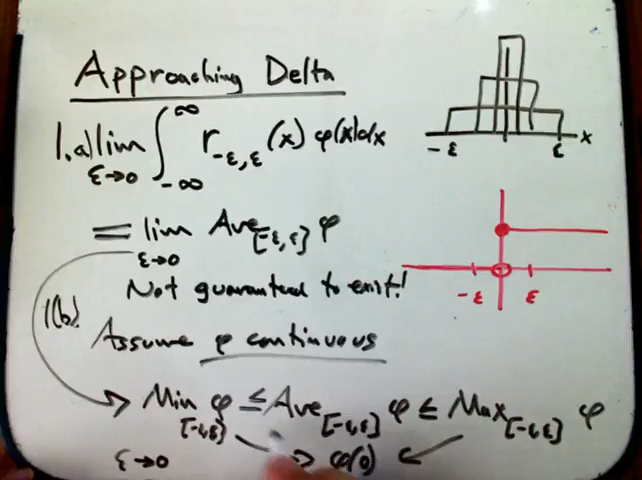 Approaching Delta
1.a) lim ε→0 ∫_{-∞}^{∞} r_{-ε,ε}(x) φ(x)dx
-ε ε x
= lim ε→0 Ave_{[-ε,ε]} φ
Not guaranteed to exist!
-ε ε
1(b).
Assume φ continuous
Min_{[-ε,ε]} φ ≤ Ave_{[-ε,ε]} φ ≤ Max_{[-ε,ε]} φ
ε→0 φ(0)